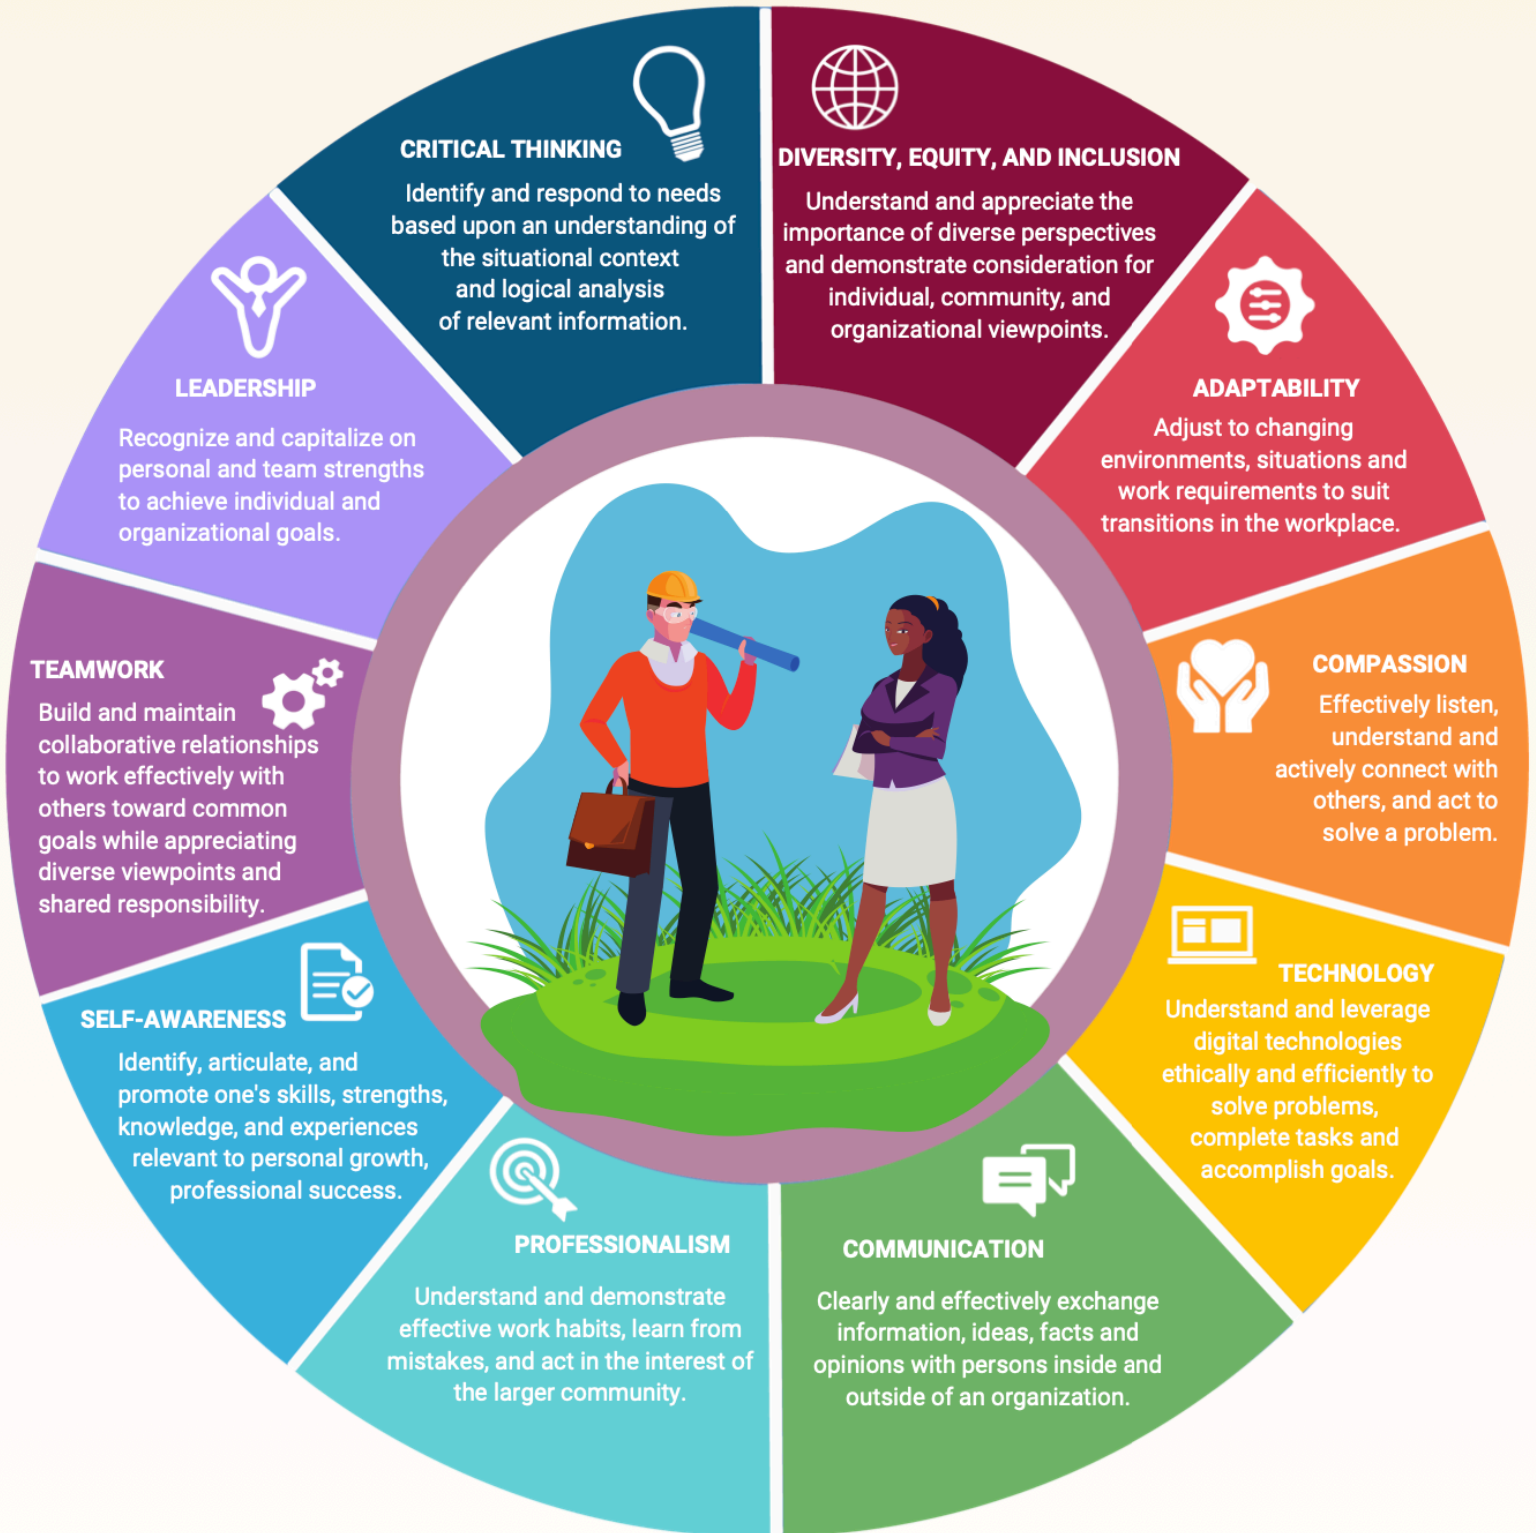 CRITICAL THINKING
Identify and respond to needs
based upon an understanding of
the situational context
and logical analysis
of relevant information.
DIVERSITY, EQUITY, AND INCLUSION
Understand and appreciate the
importance of diverse perspectives
and demonstrate consideration for
individual, community, and
organizational viewpoints.
ADAPTABILITY
Adjust to changing
environments, situations and
work requirements to suit
transitions in the workplace.
COMPASSION
Effectively listen,
understand and
actively connect with
others, and act to
solve a problem.
TECHNOLOGY
Understand and leverage
digital technologies
ethically and efficiently to
solve problems,
complete tasks and
accomplish goals.
COMMUNICATION
Clearly and effectively exchange
information, ideas, facts and
opinions with persons inside and
outside of an organization.
PROFESSIONALISM
Understand and demonstrate
effective work habits, learn from
mistakes, and act in the interest of
the larger community.
SELF-AWARENESS
Identify, articulate, and
promote one's skills, strengths,
knowledge, and experiences
relevant to personal growth,
professional success.
TEAMWORK
Build and maintain
collaborative relationships
to work effectively with
others toward common
goals while appreciating
diverse viewpoints and
shared responsibility.
LEADERSHIP
Recognize and capitalize on
personal and team strengths
to achieve individual and
organizational goals.